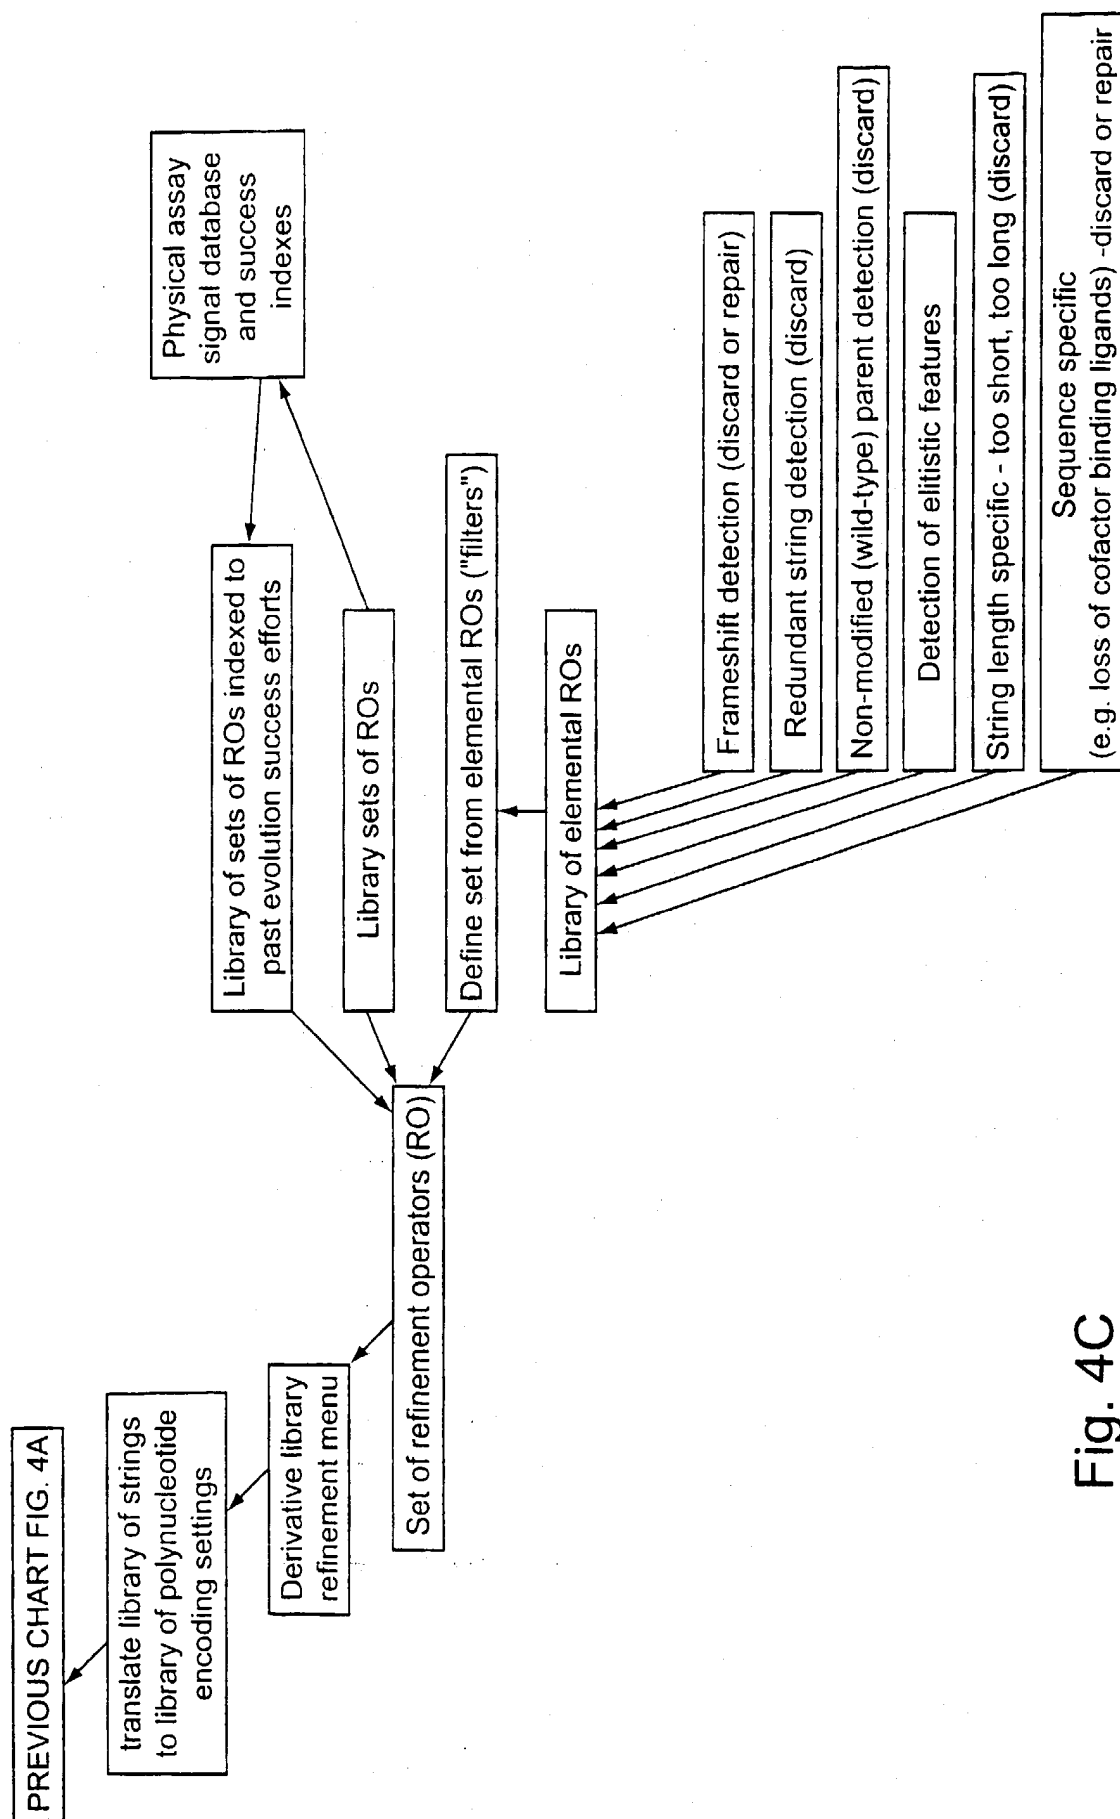 PREVIOUS CHART FIG. 4A
translate library of strings
to library of polynucleotide
encoding settings
Derivative library
refinement menu
Set of refinement operators (RO)
Library of sets of ROs indexed to
past evolution success efforts
Physical assay
signal database
and success
indexes
Library sets of ROs
Define set from elemental ROs ("filters")
Library of elemental ROs
Frameshift detection (discard or repair)
Redundant string detection (discard)
Non-modified (wild-type) parent detection (discard)
Detection of elitistic features
String length specific - too short, too long (discard)
Sequence specific
(e.g. loss of cofactor binding ligands) -discard or repair
Fig. 4C